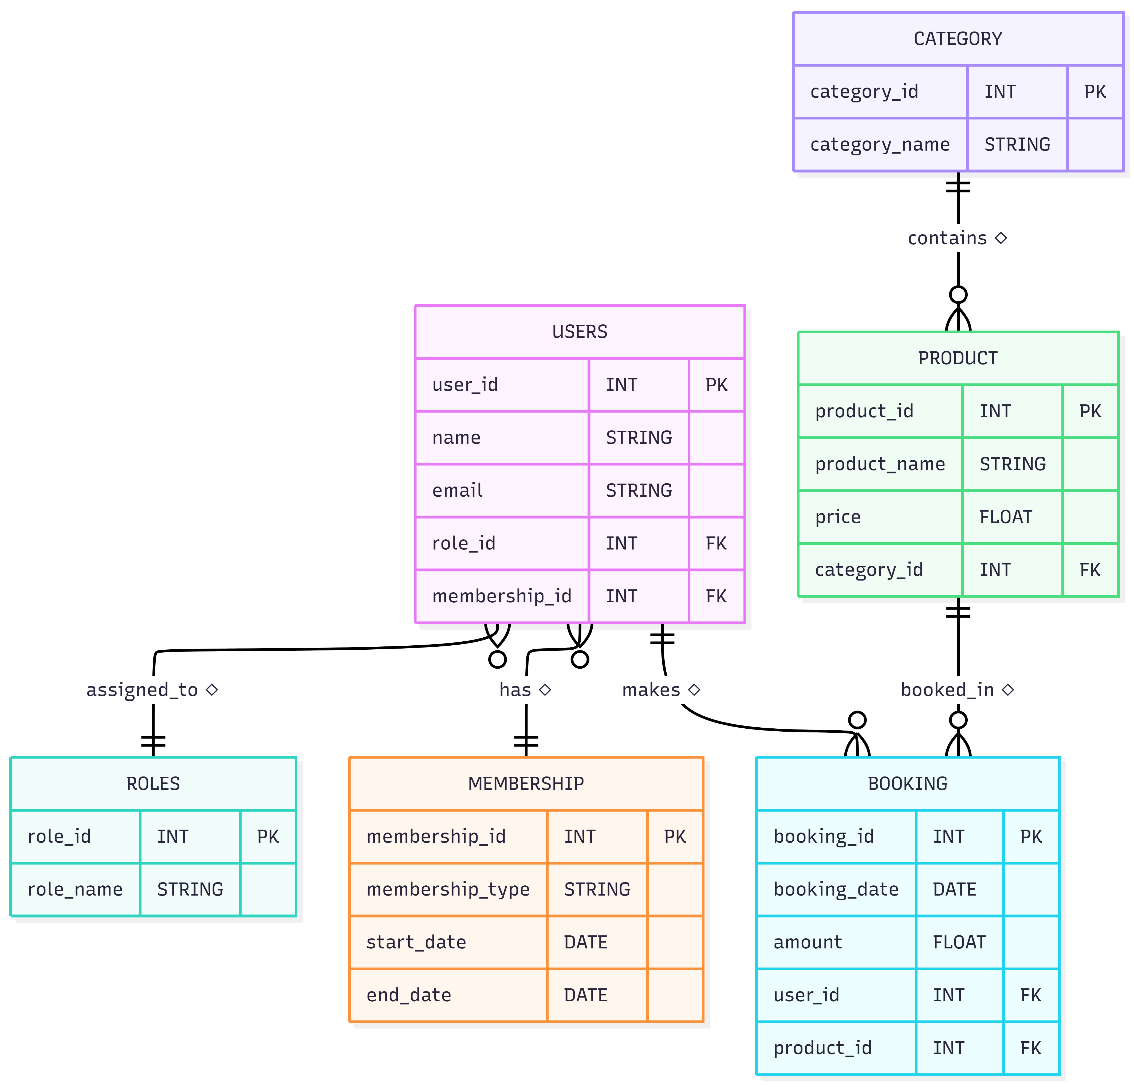 CATEGORY
category_id INT PK
category_name STRING
contains ◇
USERS
user_id INT PK
name STRING
email STRING
role_id INT FK
membership_id INT FK
PRODUCT
product_id INT PK
product_name STRING
price FLOAT
category_id INT FK
assigned_to ◇
has ◇
makes ◇
booked_in ◇
ROLES
role_id INT PK
role_name STRING
MEMBERSHIP
membership_id INT PK
membership_type STRING
start_date DATE
end_date DATE
BOOKING
booking_id INT PK
booking_date DATE
amount FLOAT
user_id INT FK
product_id INT FK